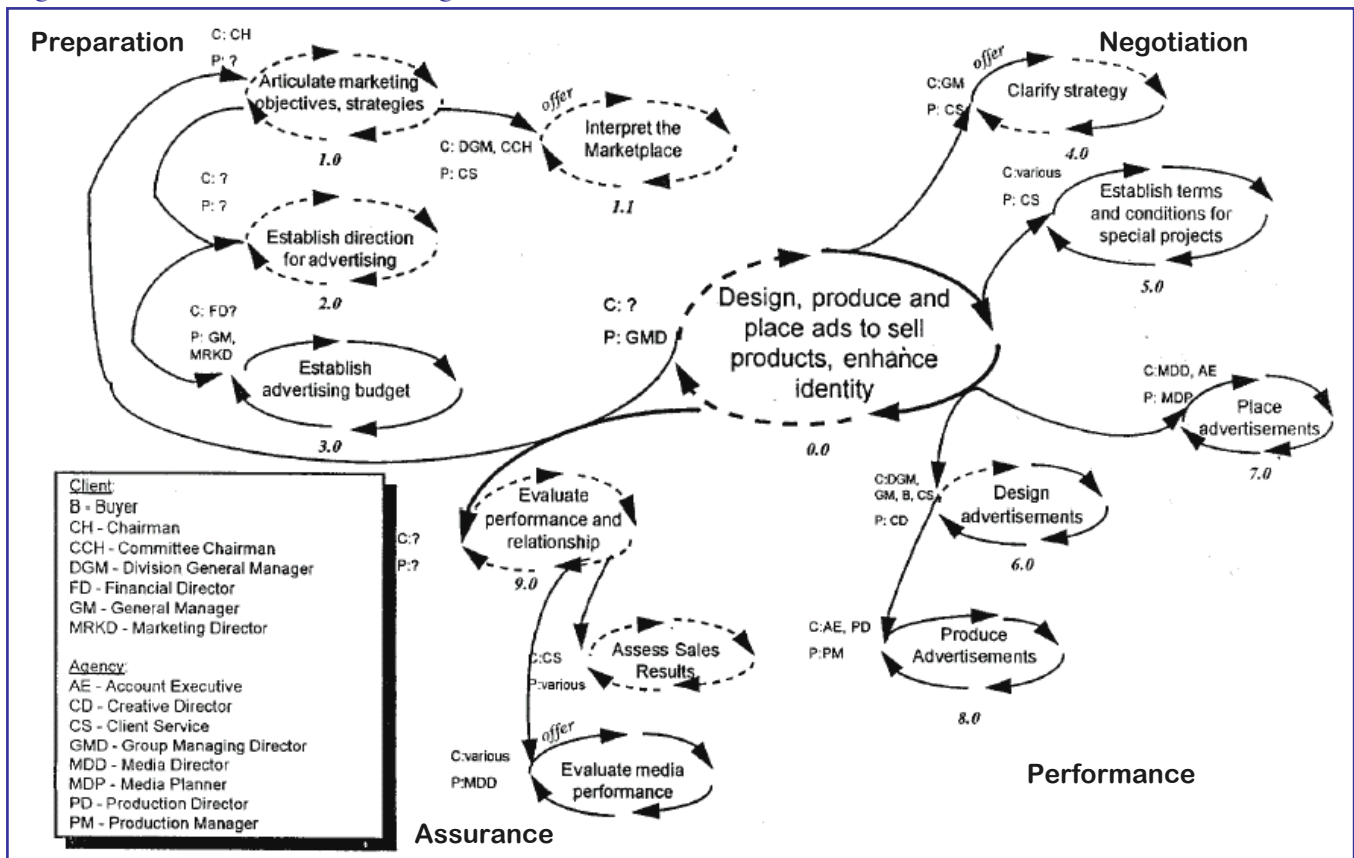 Preparation
C: CH
P: ?
Articulate marketing
objectives, strategies
1.0
offer
C: DGM, CCH
P: CS
Interpret the
Marketplace
1.1
C: ?
P: ?
Establish direction
for advertising
2.0
C: FD?
P: GM,
MRKD
Establish
advertising budget
3.0
Negotiation
offer
C:GM
P: CS
Clarify strategy
4.0
C:various
P: CS
Establish terms
and conditions for
special projects
5.0
C: ?
P: GMD
Design, produce and
place ads to sell
products, enhance
identity
0.0
C:MDD, AE
P: MDP
Place
advertisements
7.0
C:DGM,
GM, B, CS
P: CD
Design
advertisements
6.0
C:AE, PD
P:PM
Produce
Advertisements
8.0
Performance
C:?
P:?
Evaluate
performance and
relationship
9.0
C:CS
P:various
Assess Sales
Results
offer
C:various
P:MDD
Evaluate media
performance
Assurance
Client:
B - Buyer
CH - Chairman
CCH - Committee Chairman
DGM - Division General Manager
FD - Financial Director
GM - General Manager
MRKD - Marketing Director
Agency:
AE - Account Executive
CD - Creative Director
CS - Client Service
GMD - Group Managing Director
MDD - Media Director
MDP - Media Planner
PD - Production Director
PM - Production Manager